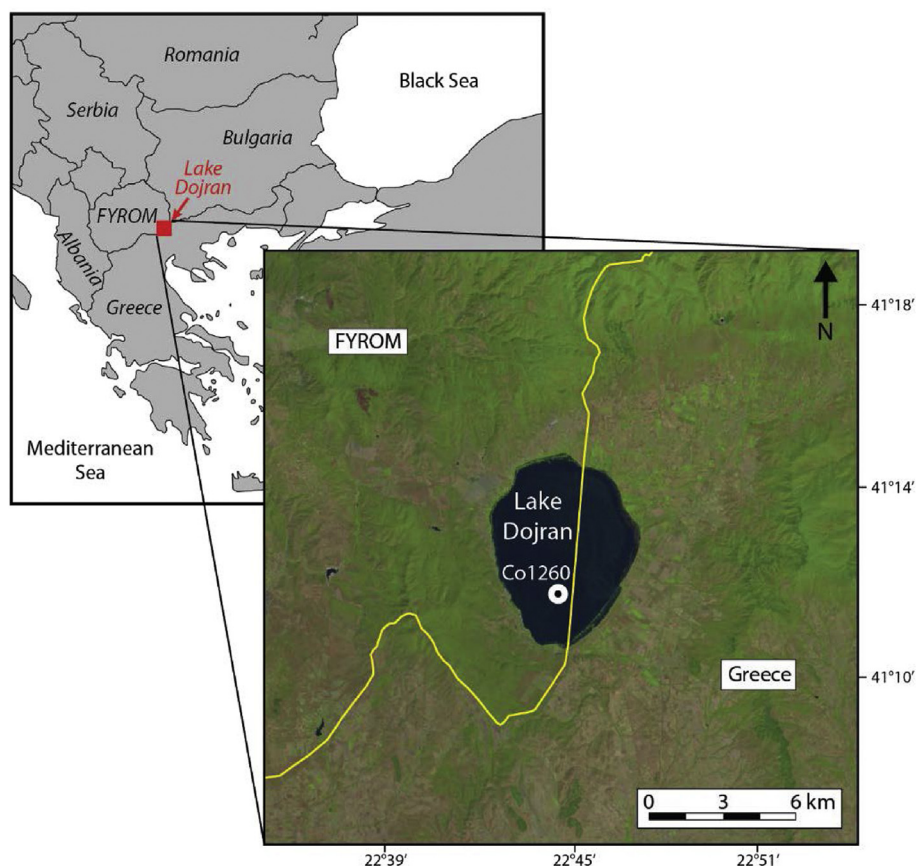 Romania
Black Sea
Serbia
Bulgaria
Lake
Dojran
FYROM
Albania
Greece
Mediterranean
Sea
N
41°18′
FYROM
41°14′
Lake
Dojran
Co1260
Greece
41°10′
0 3 6 km
22°39′ 22°45′ 22°51′